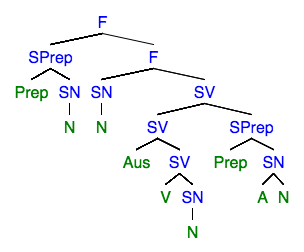 F
SPrep F
Prep SN SN SV
N N SV SPrep
Aus SV Prep SN
V SN A N
N